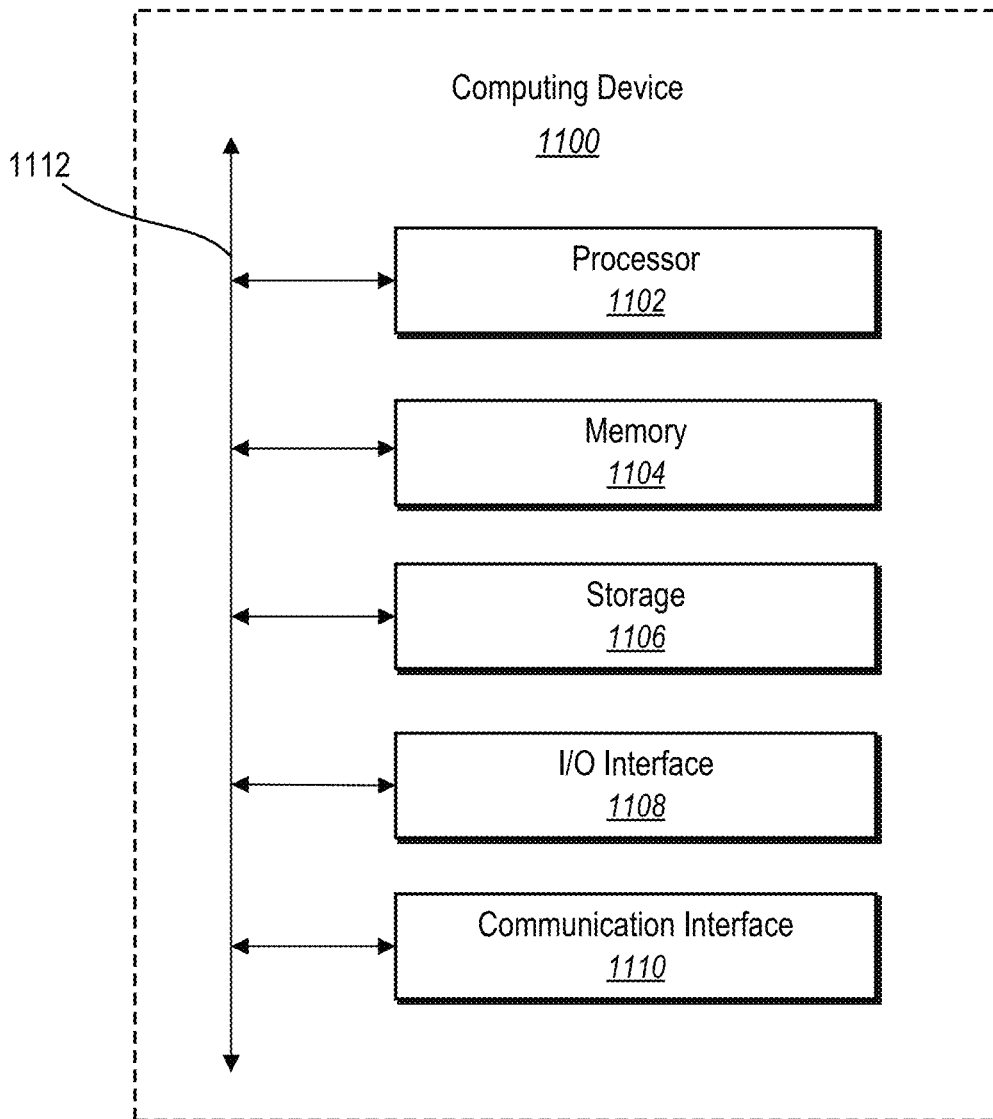 Computing Device
1100
1112
Processor
1102
Memory
1104
Storage
1106
I/O Interface
1108
Communication Interface
1110